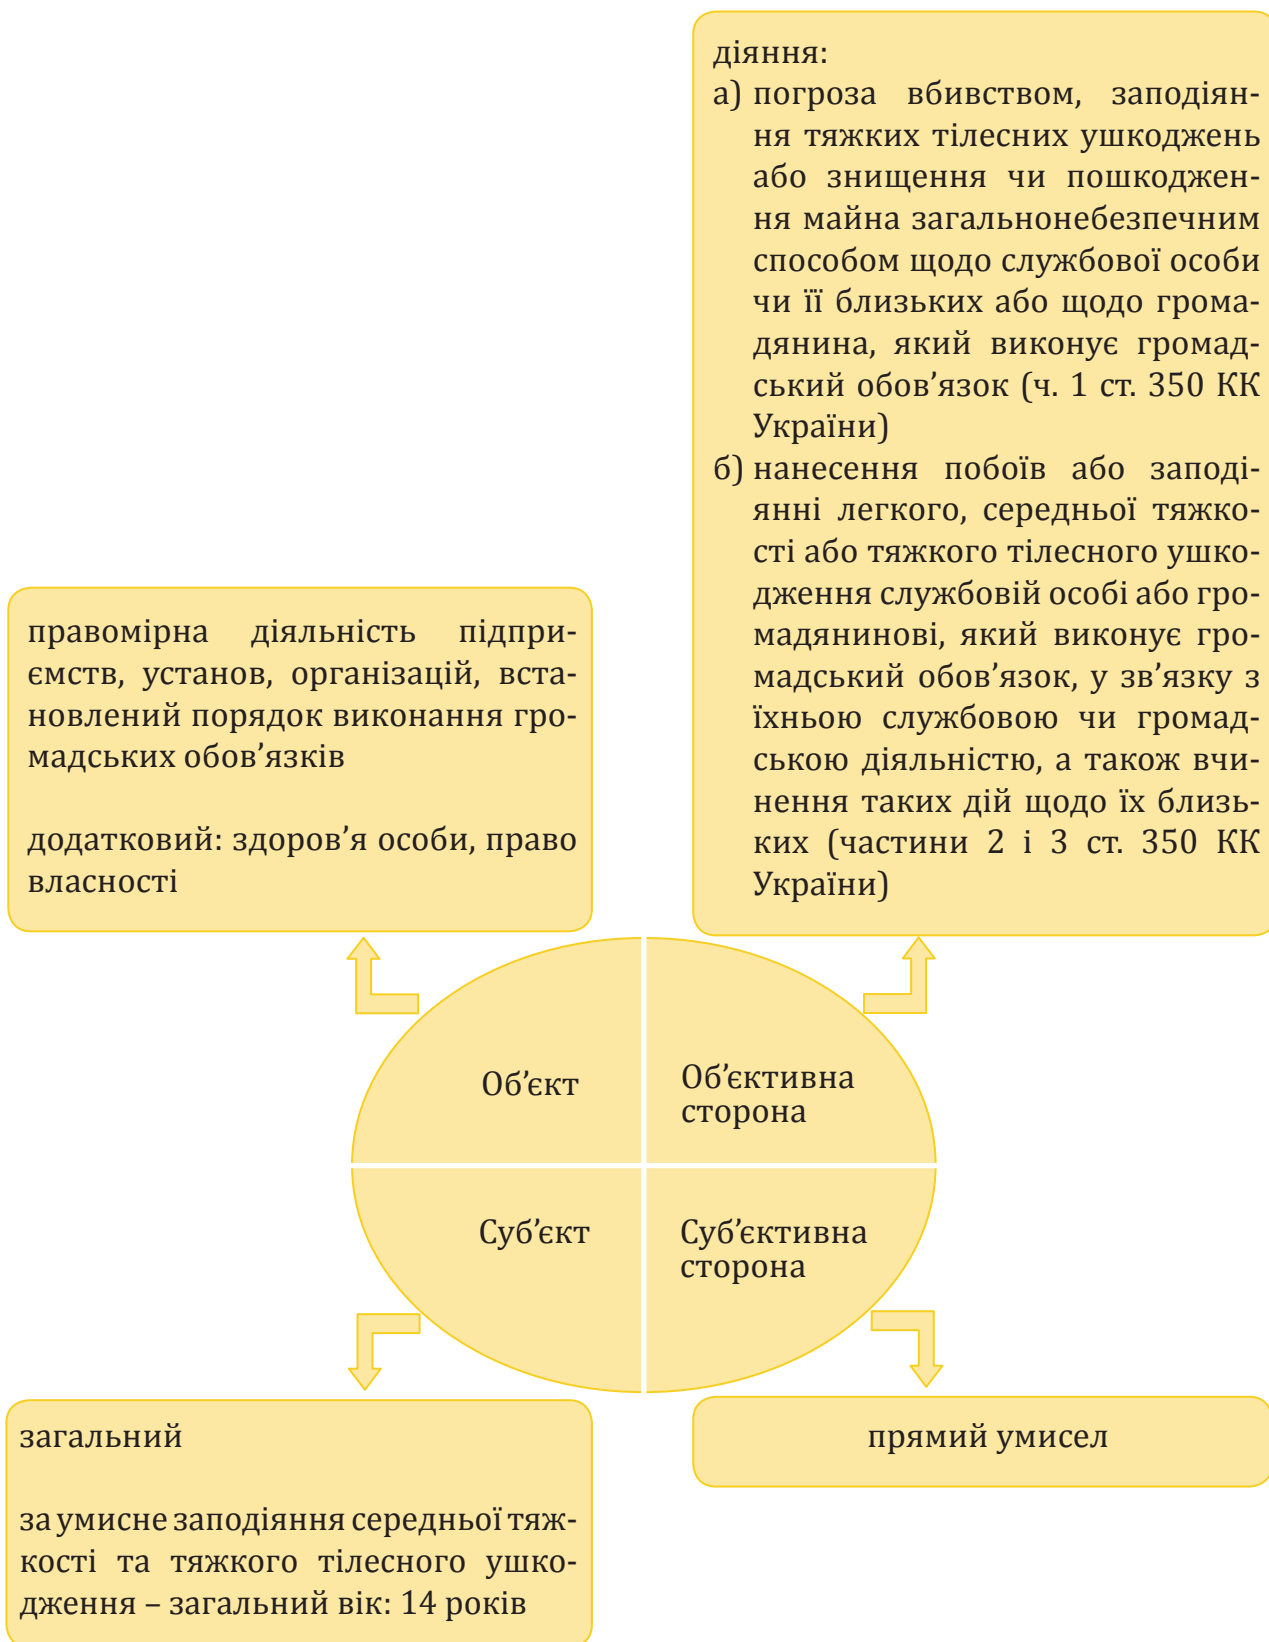 діяння:
а) погроза вбивством, заподіян-
ня тяжких тілесних ушкоджень
або знищення чи пошкоджен-
ня майна загальнонебезпечним
способом щодо службової особи
чи її близьких або щодо грома-
дянина, який виконує громад-
ський обов’язок (ч. 1 ст. 350 КК
України)
б) нанесення побоїв або заподі-
янні легкого, середньої тяжко-
сті або тяжкого тілесного ушко-
дження службовій особі або гро-
мадянинові, який виконує гро-
мадський обов’язок, у зв’язку з
їхньою службовою чи громад-
ською діяльністю, а також вчи-
нення таких дій щодо їх близь-
ких (частини 2 і 3 ст. 350 КК
України)
правомірна діяльність підпри-
ємств, установ, організацій, вста-
новлений порядок виконання гро-
мадських обов’язків
додатковий: здоров’я особи, право
власності
Об’єкт
Об’єктивна
сторона
Суб’єкт
Суб’єктивна
сторона
загальний
за умисне заподіяння середньої тяж-
кості та тяжкого тілесного ушко-
дження – загальний вік: 14 років
прямий умисел